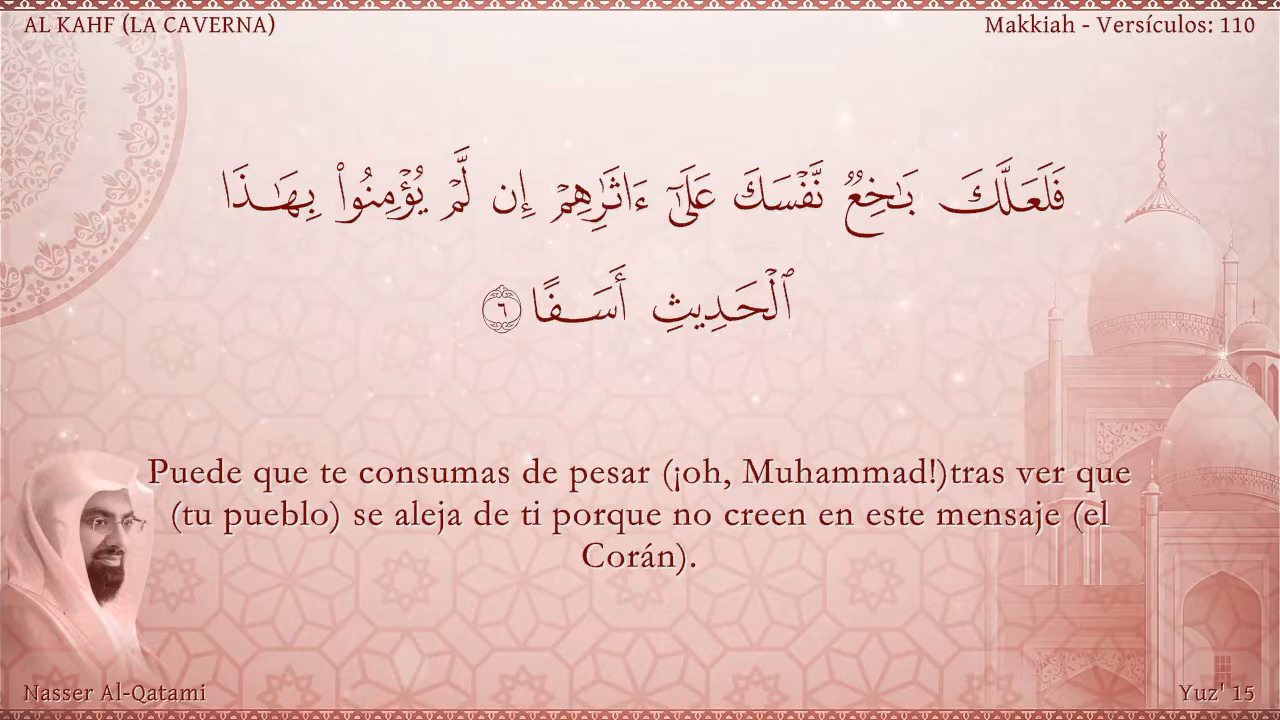 AL KAHF (LA CAVERNA)
Makkiah - Versículos: 110
فَلَعَلَّكَ بَـٰخِعٌۭ نَّفْسَكَ عَلَىٰٓ ءَاثَـٰرِهِمْ إِن لَّمْ يُؤْمِنُوا۟ بِهَـٰذَا
ٱلْحَدِيثِ أَسَفًا ٦
Puede que te consumas de pesar (¡oh, Muhammad!)tras ver que
(tu pueblo) se aleja de ti porque no creen en este mensaje (el
Corán).
Nasser Al-Qatami
Yuz' 15